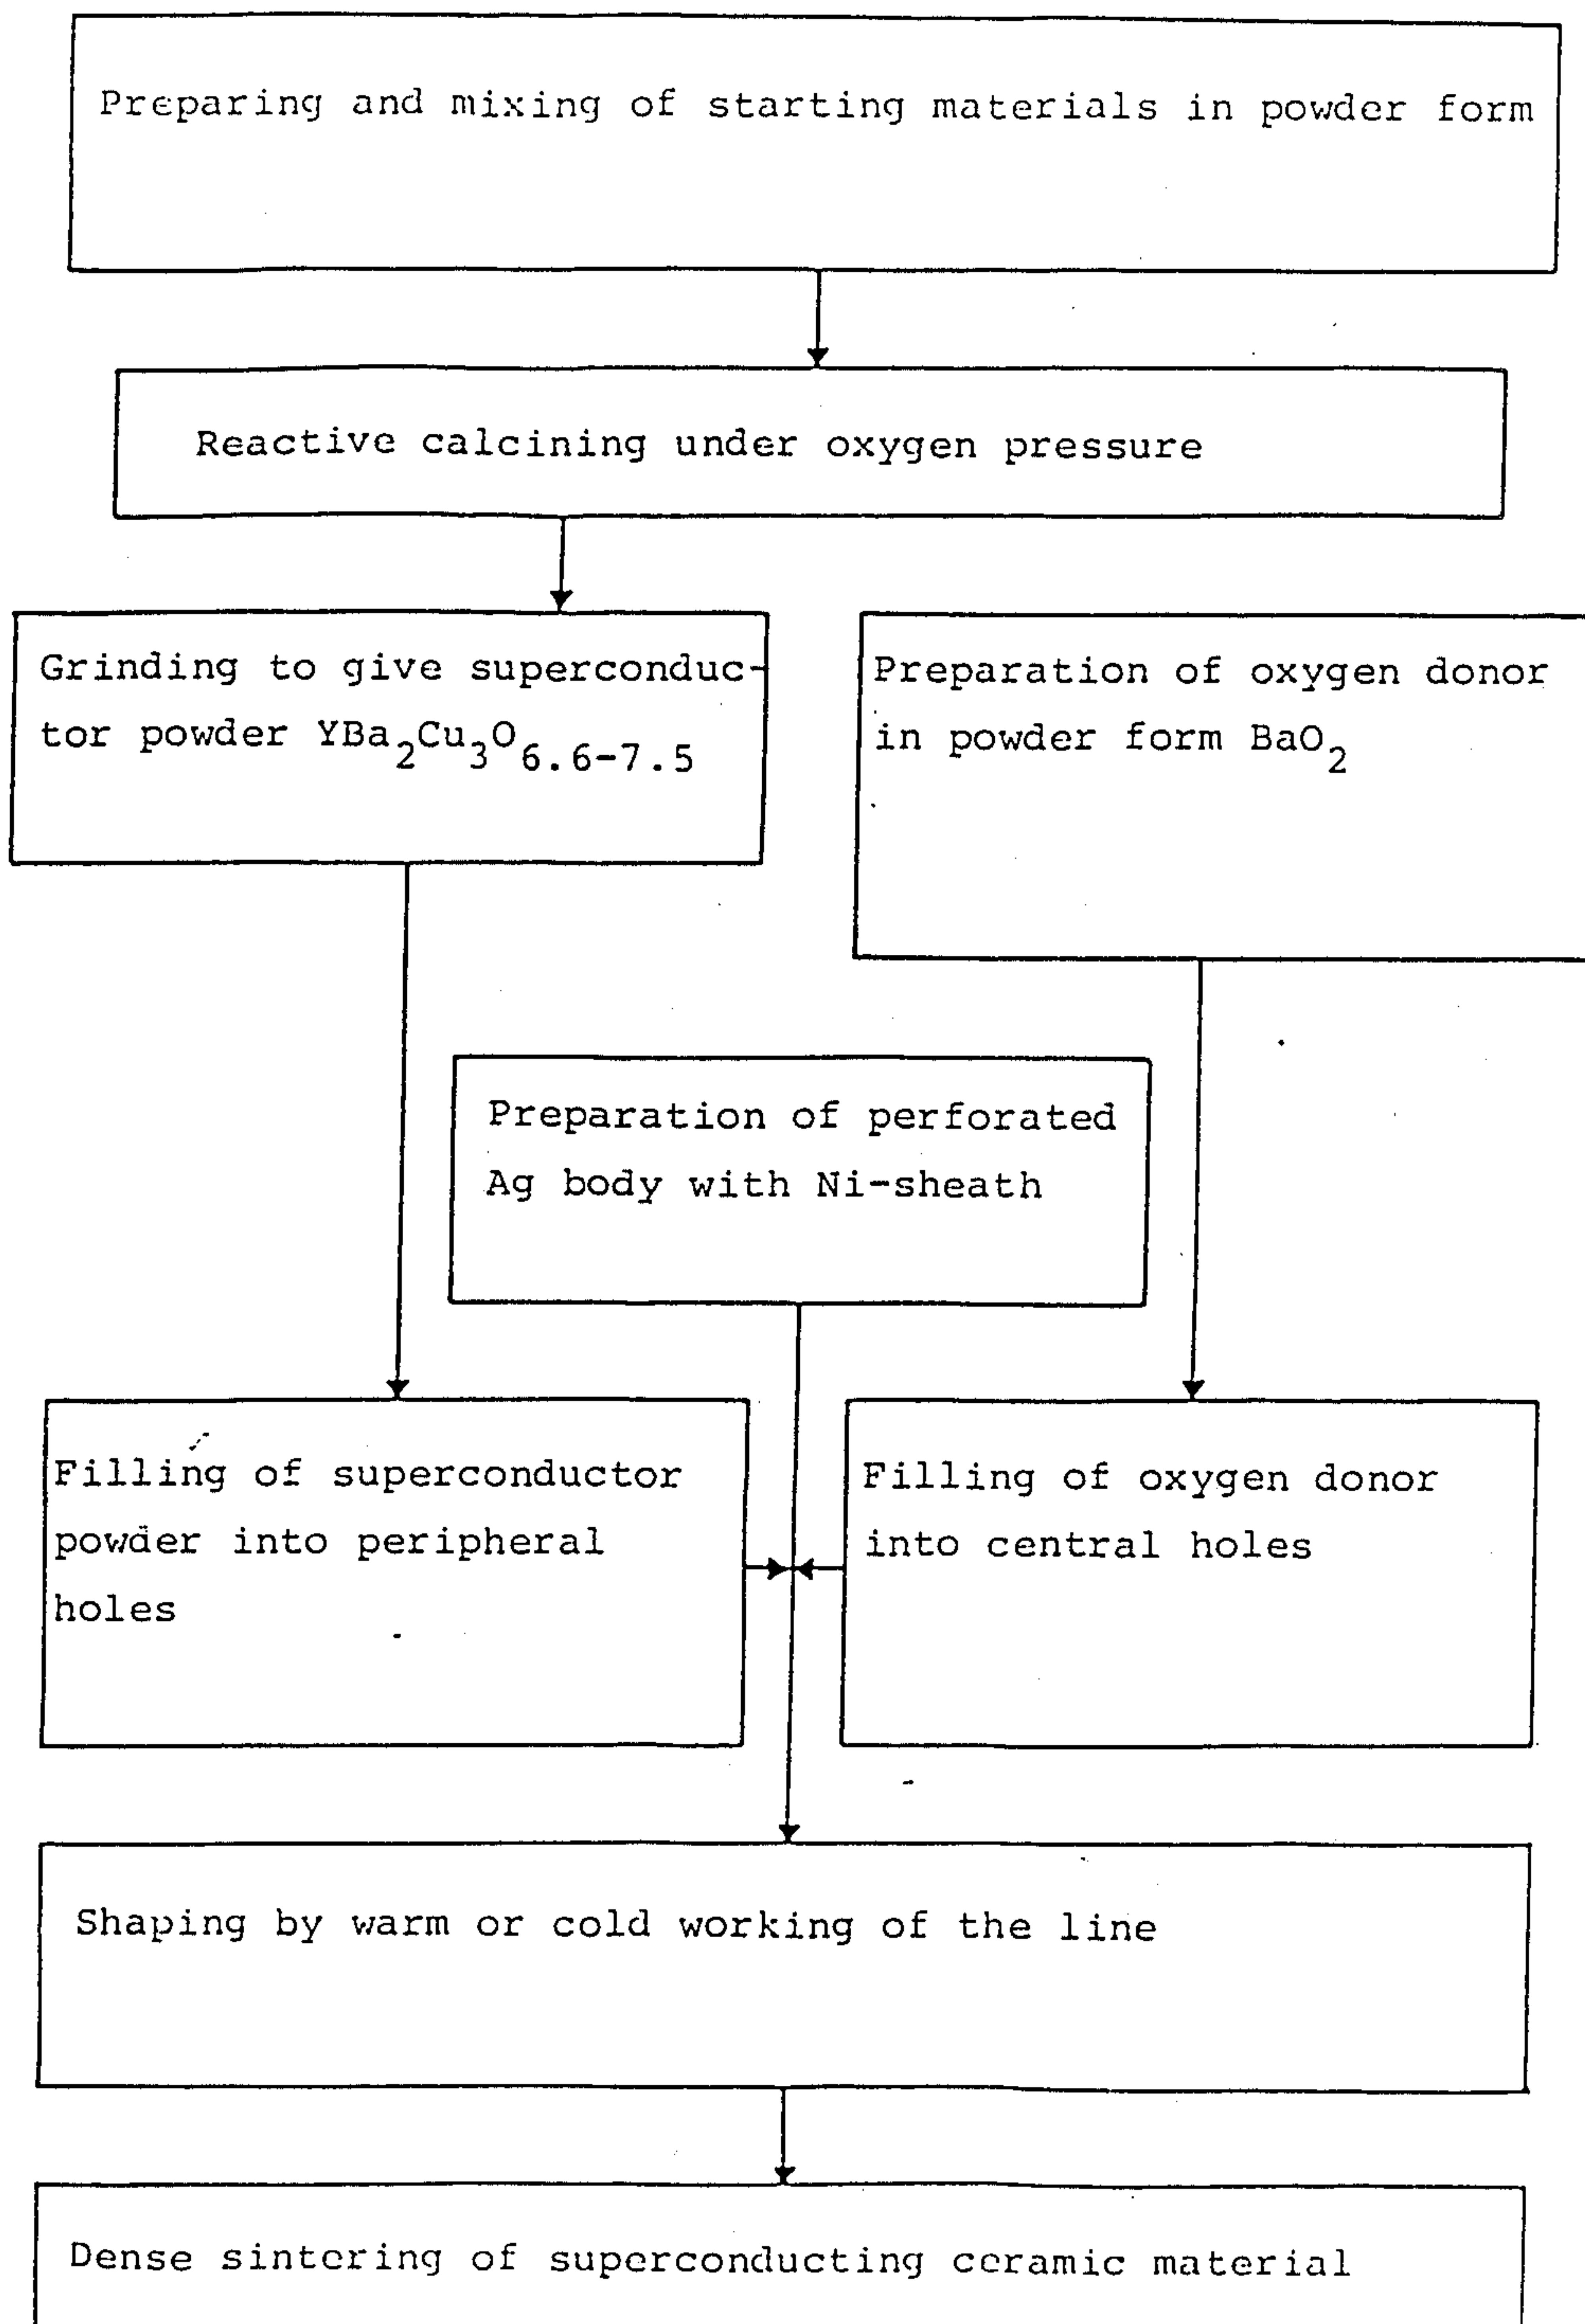 Preparing and mixing of starting materials in powder form
Reactive calcining under oxygen pressure
Grinding to give superconduc-
tor powder YBa₂Cu₃O₆.₆₋₇.₅
Preparation of oxygen donor
in powder form BaO₂
Preparation of perforated
Ag body with Ni-sheath
Filling of superconductor
powder into peripheral
holes
Filling of oxygen donor
into central holes
Shaping by warm or cold working of the line
Dense sintering of superconducting ceramic material